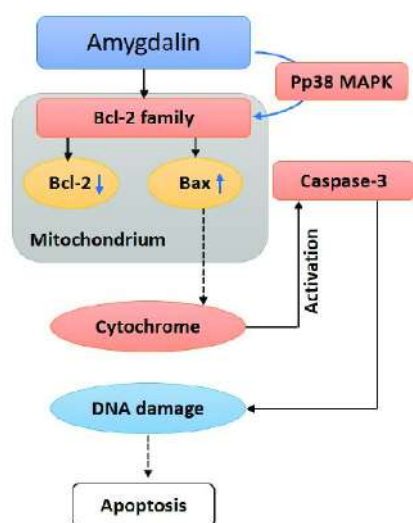 Amygdalin
Pp38 MAPK
Bcl-2 family
Bcl-2↓
Bax↑
Caspase-3
Mitochondrium
Activation
Cytochrome
DNA damage
Apoptosis